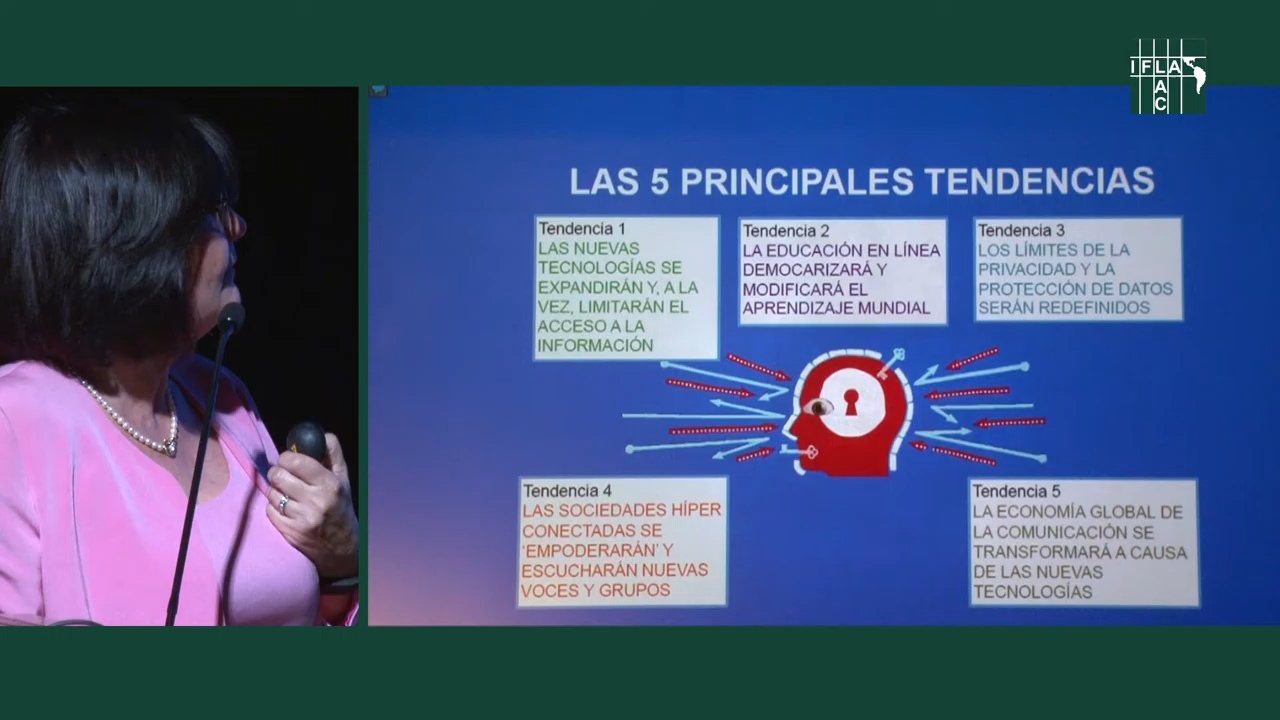 IFLA
LAC
LAS 5 PRINCIPALES TENDENCIAS
Tendencia 1
LAS NUEVAS
TECNOLOGÍAS SE
EXPANDIRÁN Y, A LA
VEZ, LIMITARÁN EL
ACCESO A LA
INFORMACIÓN
Tendencia 2
LA EDUCACIÓN EN LÍNEA
DEMOCARIZARÁ Y
MODIFICARÁ EL
APRENDIZAJE MUNDIAL
Tendencia 3
LOS LÍMITES DE LA
PRIVACIDAD Y LA
PROTECCIÓN DE DATOS
SERÁN REDEFINIDOS
Tendencia 4
LAS SOCIEDADES HÍPER
CONECTADAS SE
‘EMPODERARÁN’ Y
ESCUCHARÁN NUEVAS
VOCES Y GRUPOS
Tendencia 5
LA ECONOMÍA GLOBAL DE
LA COMUNICACIÓN SE
TRANSFORMARÁ A CAUSA
DE LAS NUEVAS
TECNOLOGÍAS